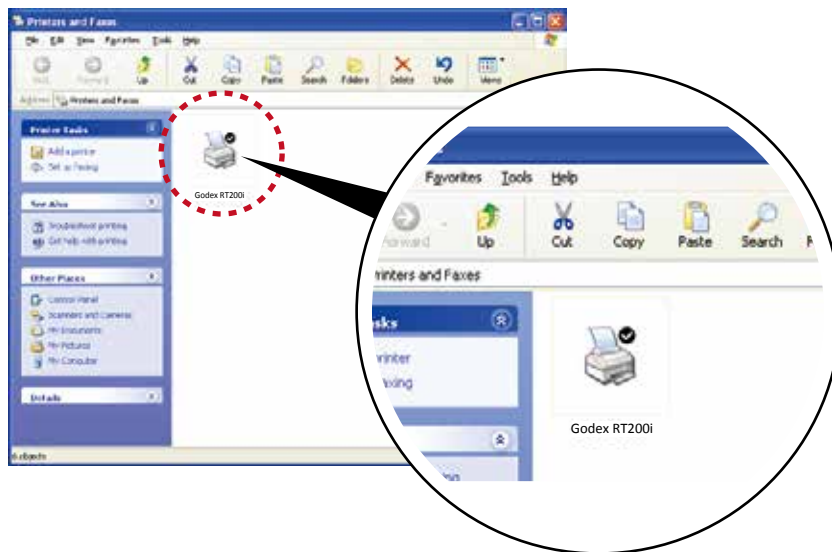 Printers and Faxes
File Edit View Favorites Tools Help
Back Forward Up Cut Copy Paste Search Folders Delete Undo Views
Address Printers and Faxes
Printer Tasks
Add a printer
Set up faxing
See Also
Troubleshoot printing
Get help with printing
Other Places
Control Panel
Scanners and Cameras
My Documents
My Pictures
My Computer
Details
6 objects
Godex RT200i
Favorites Tools Help
Forward Up Cut Copy Paste Search F
rinters and Faxes
sks
rinter
axing
Godex RT200i
ing